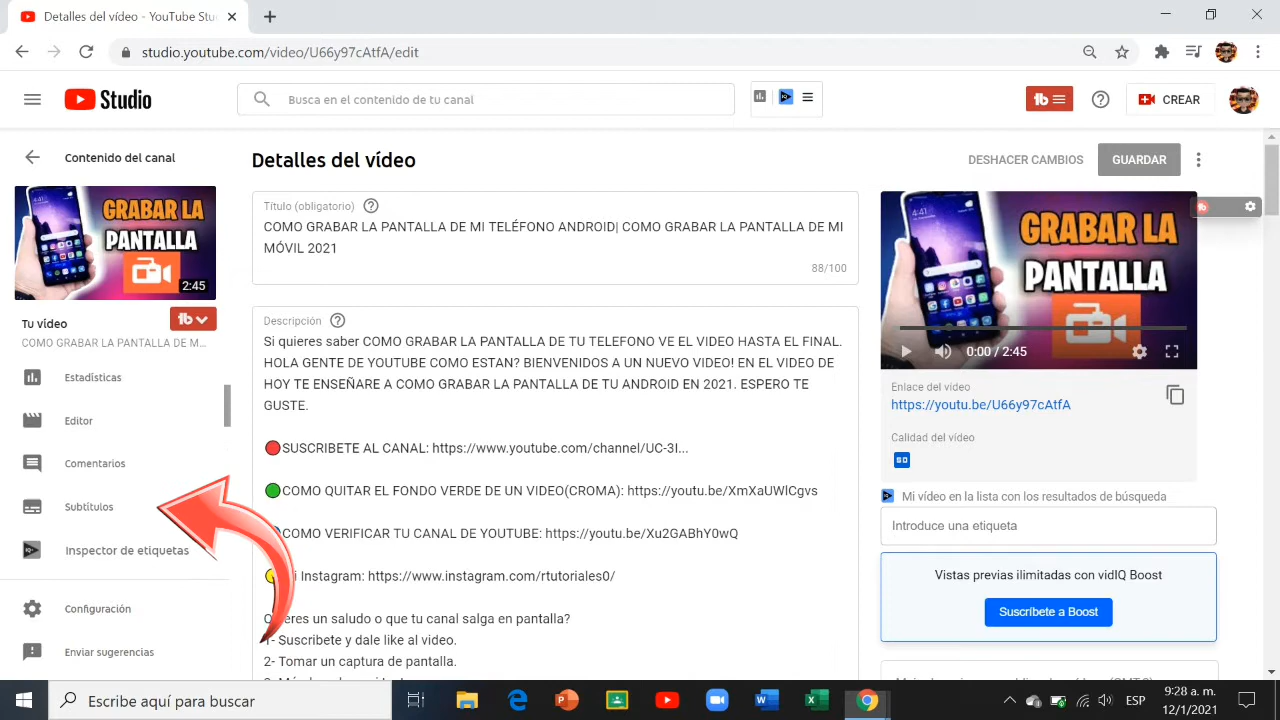 Detalles del vídeo - YouTube Stu
studio.youtube.com/video/U66y97cAtfA/edit
Studio
Busca en el contenido de tu canal
CREAR
Contenido del canal
Detalles del vídeo
DESHACER CAMBIOS
GUARDAR
GRABAR LA
PANTALLA
2:45
Tu vídeo
COMO GRABAR LA PANTALLA DE M...
Estadísticas
Editor
Comentarios
Subtítulos
Inspector de etiquetas
Configuración
Enviar sugerencias
Título (obligatorio)
COMO GRABAR LA PANTALLA DE MI TELÉFONO ANDROID| COMO GRABAR LA PANTALLA DE MI
MÓVIL 2021
88/100
Descripción
Si quieres saber COMO GRABAR LA PANTALLA DE TU TELEFONO VE EL VIDEO HASTA EL FINAL.
HOLA GENTE DE YOUTUBE COMO ESTAN? BIENVENIDOS A UN NUEVO VIDEO! EN EL VIDEO DE
HOY TE ENSEÑARE A COMO GRABAR LA PANTALLA DE TU ANDROID EN 2021. ESPERO TE
GUSTE.
SUSCRIBETE AL CANAL: https://www.youtube.com/channel/UC-3I...
COMO QUITAR EL FONDO VERDE DE UN VIDEO(CROMA): https://youtu.be/XmXaUWlCgvs
COMO VERIFICAR TU CANAL DE YOUTUBE: https://youtu.be/Xu2GABhY0wQ
i Instagram: https://www.instagram.com/rtutoriales0/
eres un saludo o que tu canal salga en pantalla?
1- Suscribete y dale like al video.
2- Tomar un captura de pantalla.
GRABAR LA
PANTALLA
0:00 / 2:45
Enlace del vídeo
https://youtu.be/U66y97cAtfA
Calidad del vídeo
SD
Mi vídeo en la lista con los resultados de búsqueda
Introduce una etiqueta
Vistas previas ilimitadas con vidIQ Boost
Suscríbete a Boost
Escribe aquí para buscar
ESP
9:28 a. m.
12/1/2021